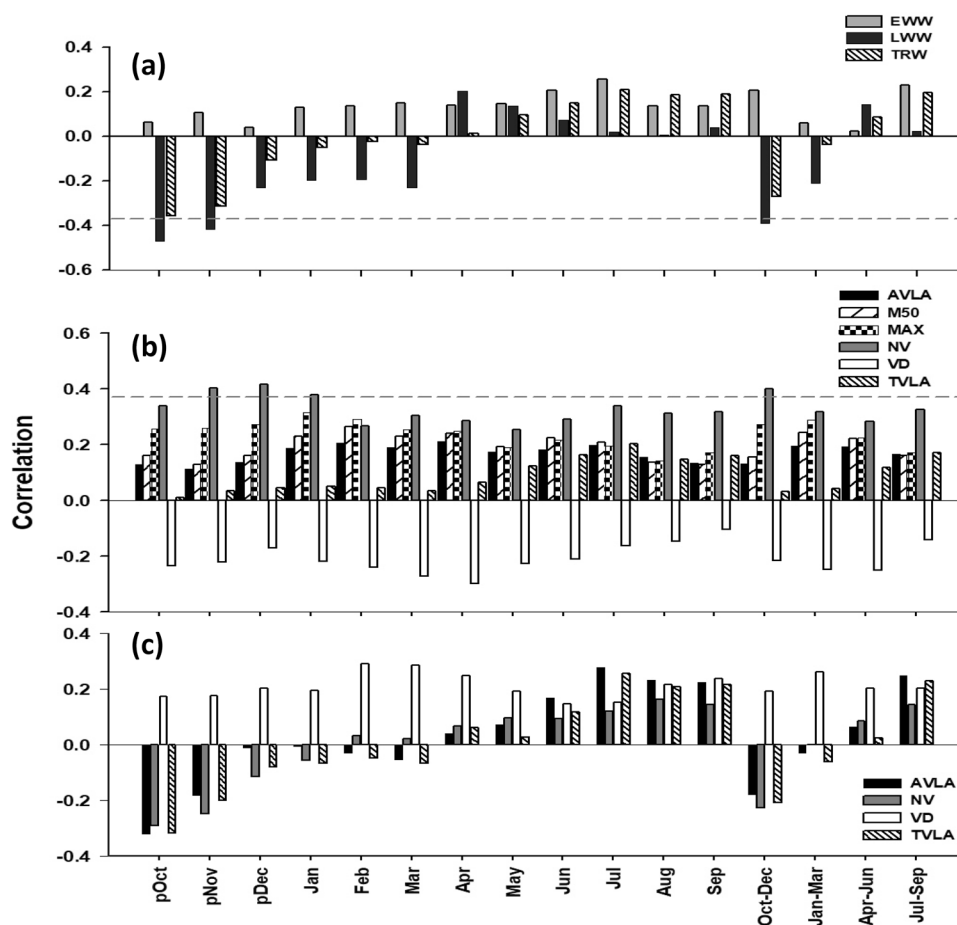 EWW
LWW
TRW
(a)
0.4
0.2
0.0
-0.2
-0.4
-0.6
AVLA
M50
MAX
NV
VD
TVLA
(b)
0.6
0.4
0.2
0.0
-0.2
-0.4
Correlation
(c)
0.4
0.2
0.0
-0.2
-0.4
AVLA
NV
VD
TVLA
pOct
pNov
pDec
Jan
Feb
Mar
Apr
May
Jun
Jul
Aug
Sep
Oct-Dec
Jan-Mar
Apr-Jun
Jul-Sep